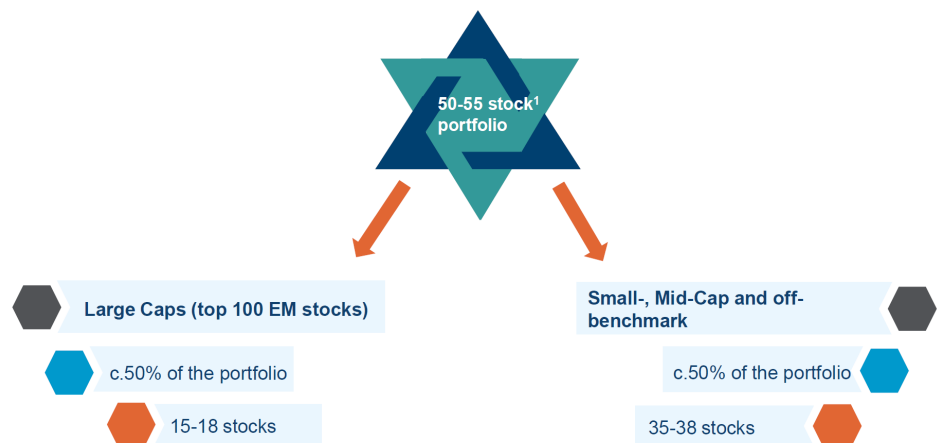 50-55 stock¹
portfolio
Large Caps (top 100 EM stocks)
c.50% of the portfolio
15-18 stocks
Small-, Mid-Cap and off-
benchmark
c.50% of the portfolio
35-38 stocks